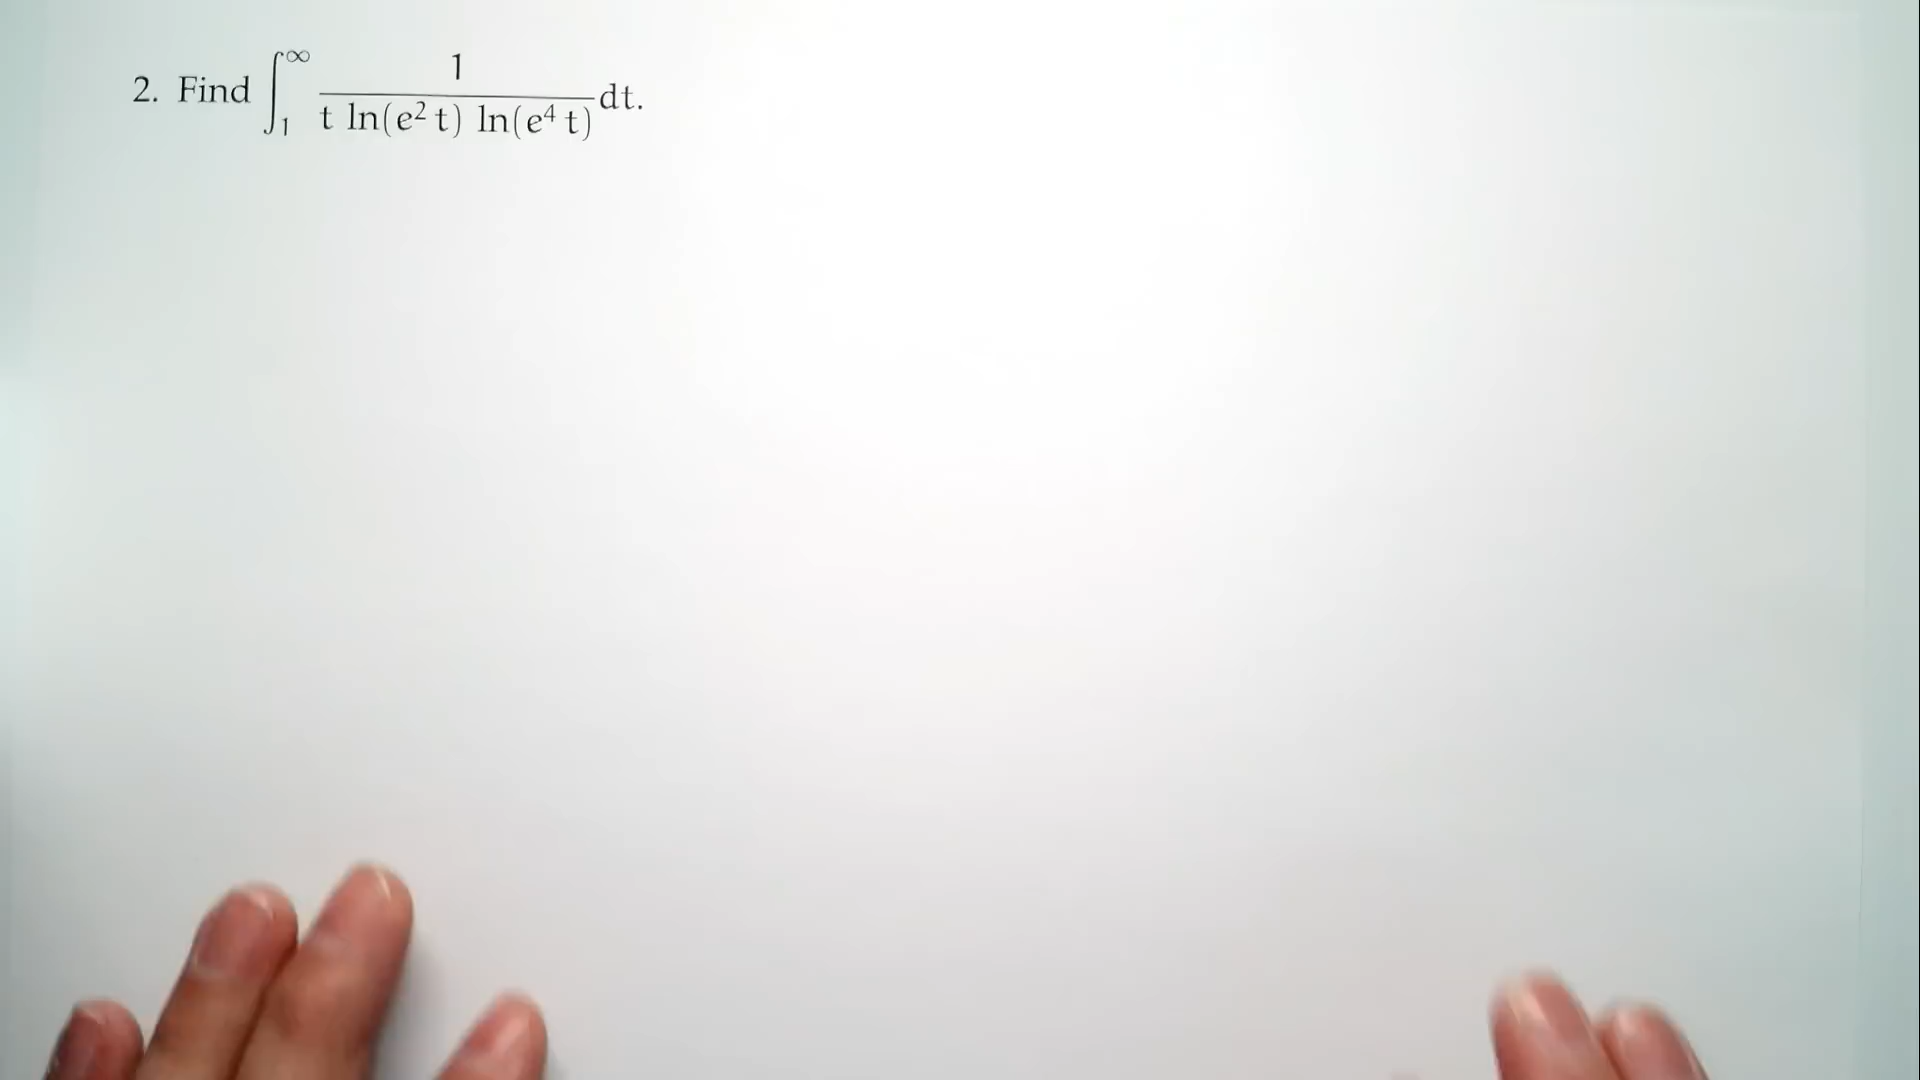 2. Find ∫₁^∞ 1 / (t ln(e² t) ln(e⁴ t)) dt.